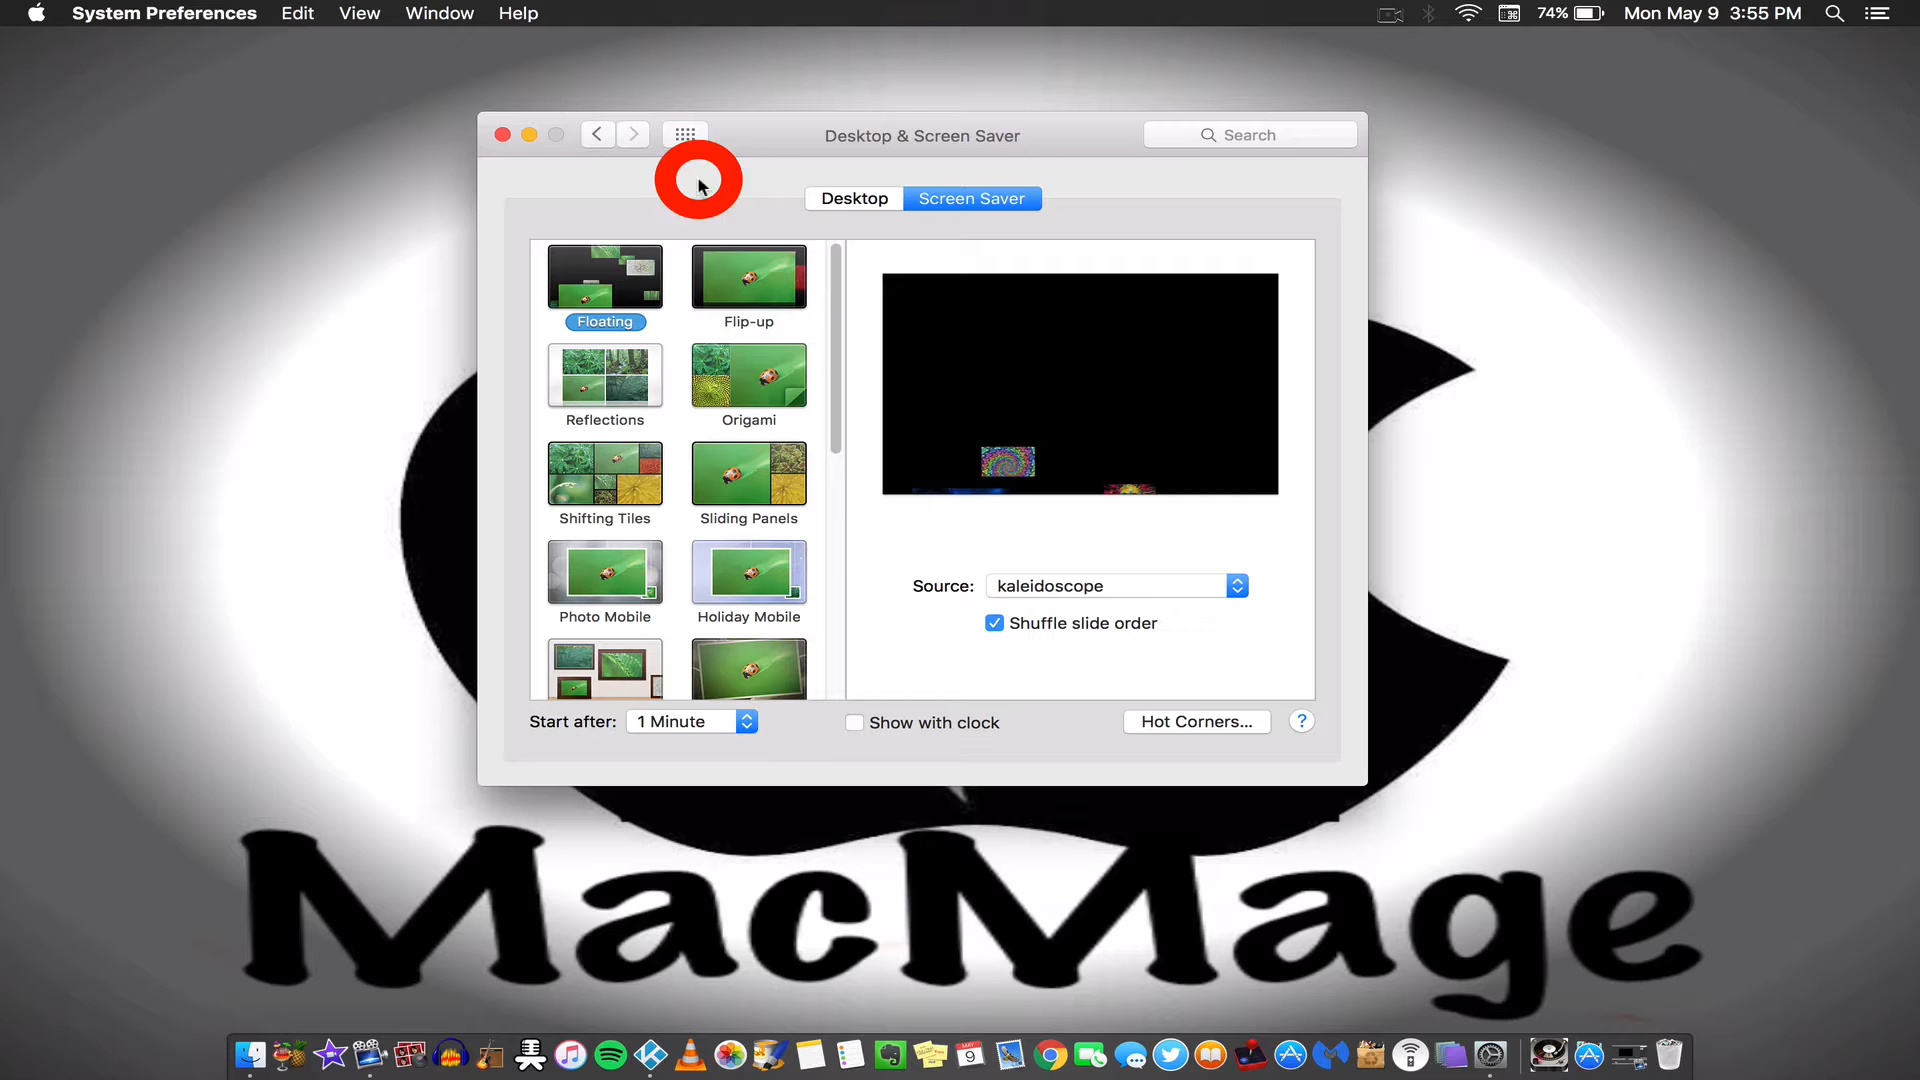 System Preferences Edit View Window Help 74% Mon May 9 3:55 PM
Desktop & Screen Saver Search
Desktop Screen Saver
Floating Flip-up
Reflections Origami
Shifting Tiles Sliding Panels
Source: kaleidoscope
Shuffle slide order
Photo Mobile Holiday Mobile
Start after: 1 Minute Show with clock Hot Corners... ?
MacMage
MAY
9